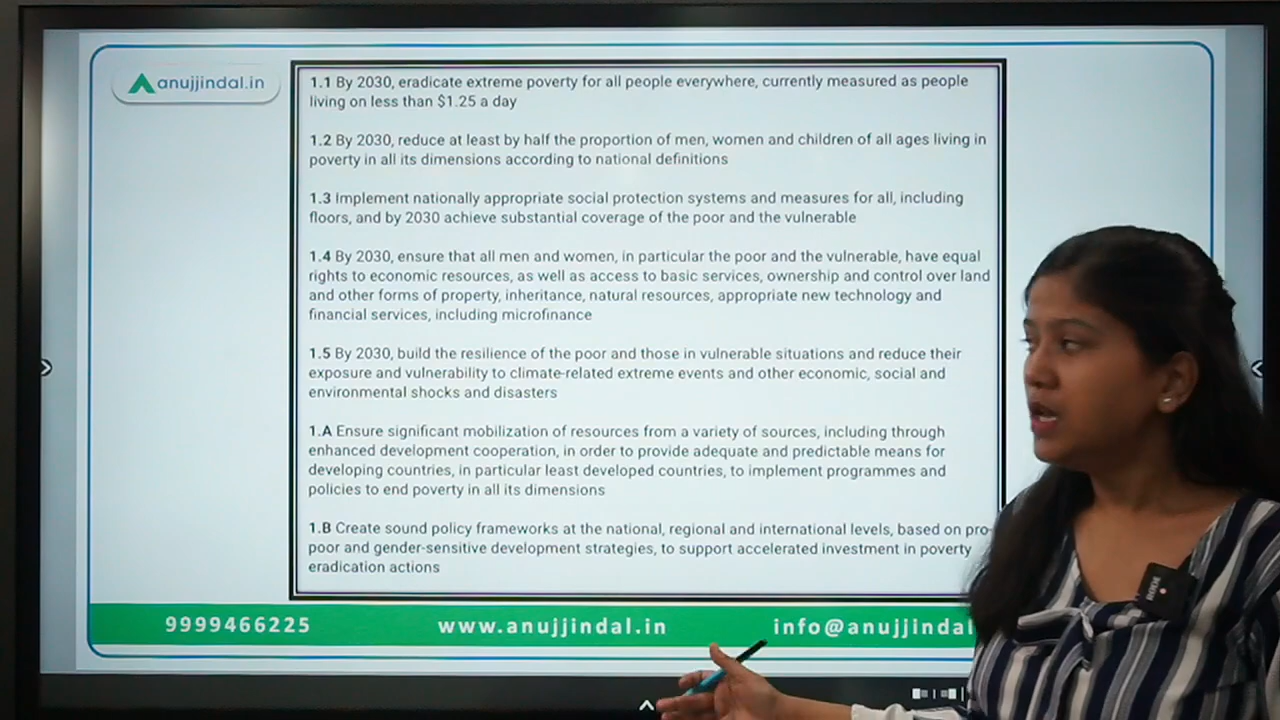 anujjindal.in
1.1 By 2030, eradicate extreme poverty for all people everywhere, currently measured as people
living on less than $1.25 a day
1.2 By 2030, reduce at least by half the proportion of men, women and children of all ages living in
poverty in all its dimensions according to national definitions
1.3 Implement nationally appropriate social protection systems and measures for all, including
floors, and by 2030 achieve substantial coverage of the poor and the vulnerable
1.4 By 2030, ensure that all men and women, in particular the poor and the vulnerable, have equal
rights to economic resources, as well as access to basic services, ownership and control over land
and other forms of property, inheritance, natural resources, appropriate new technology and
financial services, including microfinance
1.5 By 2030, build the resilience of the poor and those in vulnerable situations and reduce their
exposure and vulnerability to climate-related extreme events and other economic, social and
environmental shocks and disasters
1.A Ensure significant mobilization of resources from a variety of sources, including through
enhanced development cooperation, in order to provide adequate and predictable means for
developing countries, in particular least developed countries, to implement programmes and
policies to end poverty in all its dimensions
1.B Create sound policy frameworks at the national, regional and international levels, based on pro-
poor and gender-sensitive development strategies, to support accelerated investment in poverty
eradication actions
9999466225 www.anujjindal.in info@anujjindal